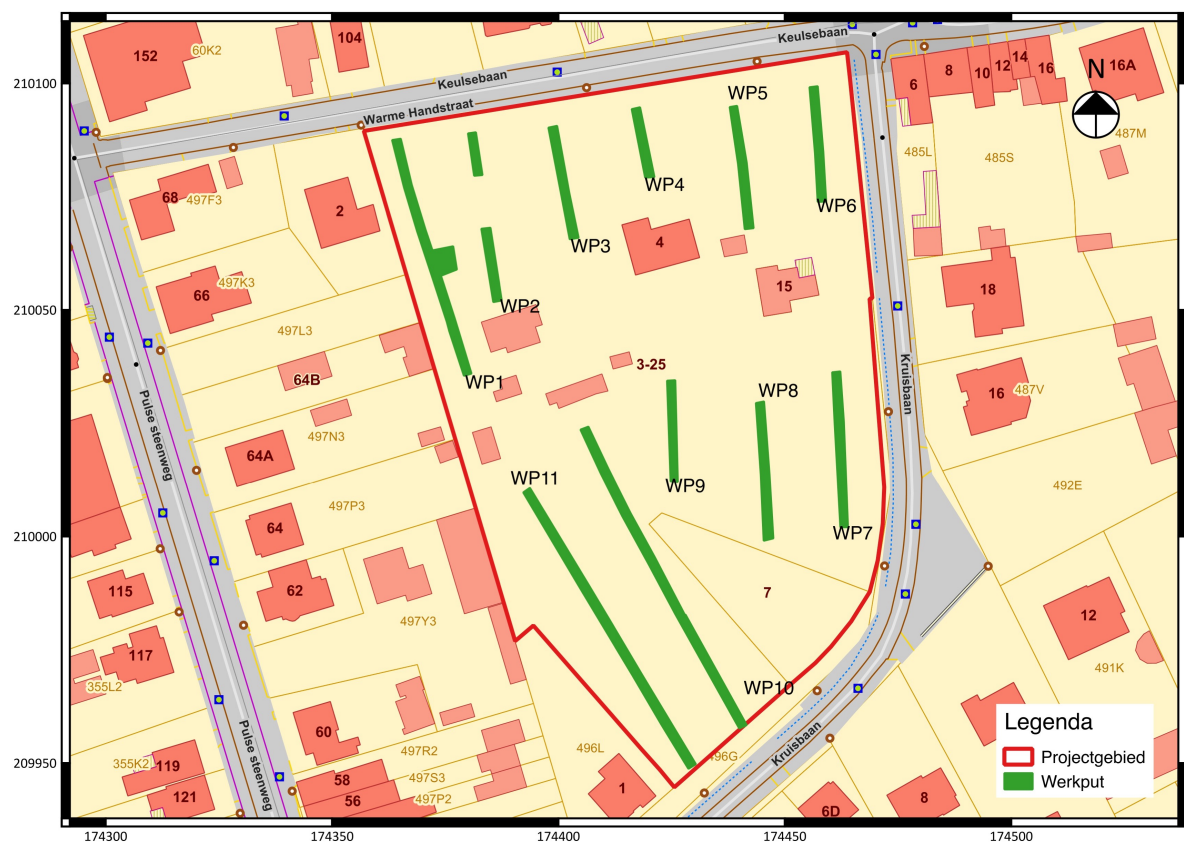 152
60K2
104
Keulsebaan
Keulsebaan
Warme Handstraat
6
8
10
12
14
16
16A
N
487M
210100
WP5
WP4
WP6
WP3
485L
485S
68
497F3
2
4
66
497K3
15
18
210050
WP2
497L3
64B
3-25
WP1
WP8
Kruisbaan
16
487V
Pulse steenweg
497N3
64A
WP11
WP9
492E
497P3
WP7
210000
64
115
62
7
12
497Y3
117
491K
355L2
WP10
Legenda
Projectgebied
Werkput
60
497R2
496L
496G
Kruisbaan
Pulse steenweg
355K2
119
58
497S3
121
56
497P2
1
6D
8
209950
174300
174350
174400
174450
174500